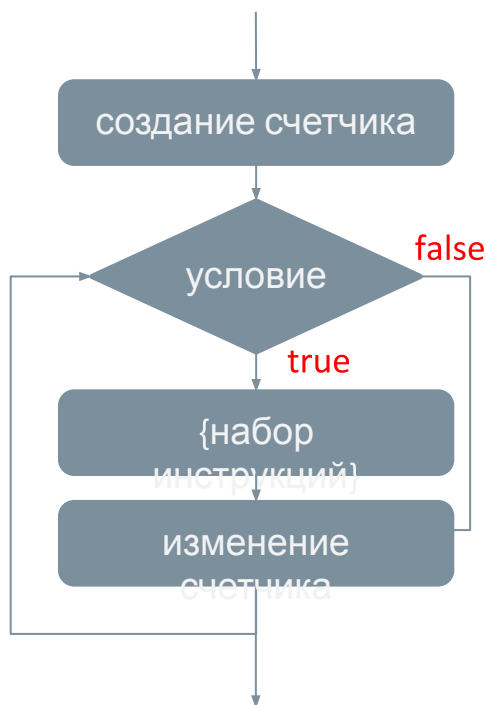 создание счетчика
условие
false
true
{набор
инструкций}
изменение
счетчика